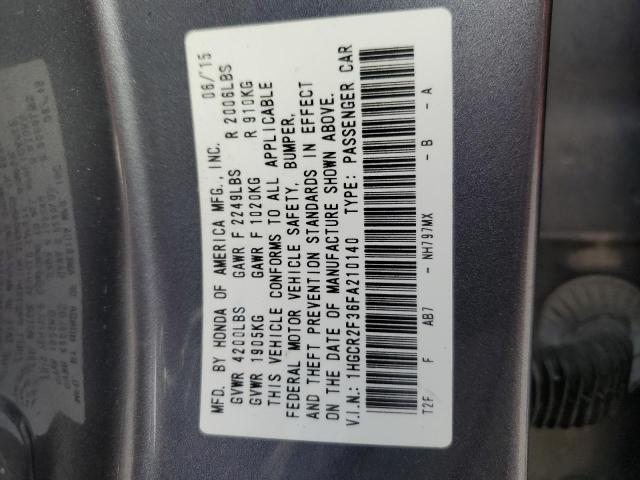 MFD. BY HONDA OF AMERICA MFG., INC. 06/15
GVWR 4200LBS GAWR F 2249LBS R 2006LBS
GVWR 1905KG GAWR F 1020KG R 910KG
THIS VEHICLE CONFORMS TO ALL APPLICABLE
FEDERAL MOTOR VEHICLE SAFETY, BUMPER,
AND THEFT PREVENTION STANDARDS IN EFFECT
ON THE DATE OF MANUFACTURE SHOWN ABOVE.
V.I.N.: 1HGCR2F36FA210140 TYPE: PASSENGER CAR
T2F F AB7 - NH797MX - B - A